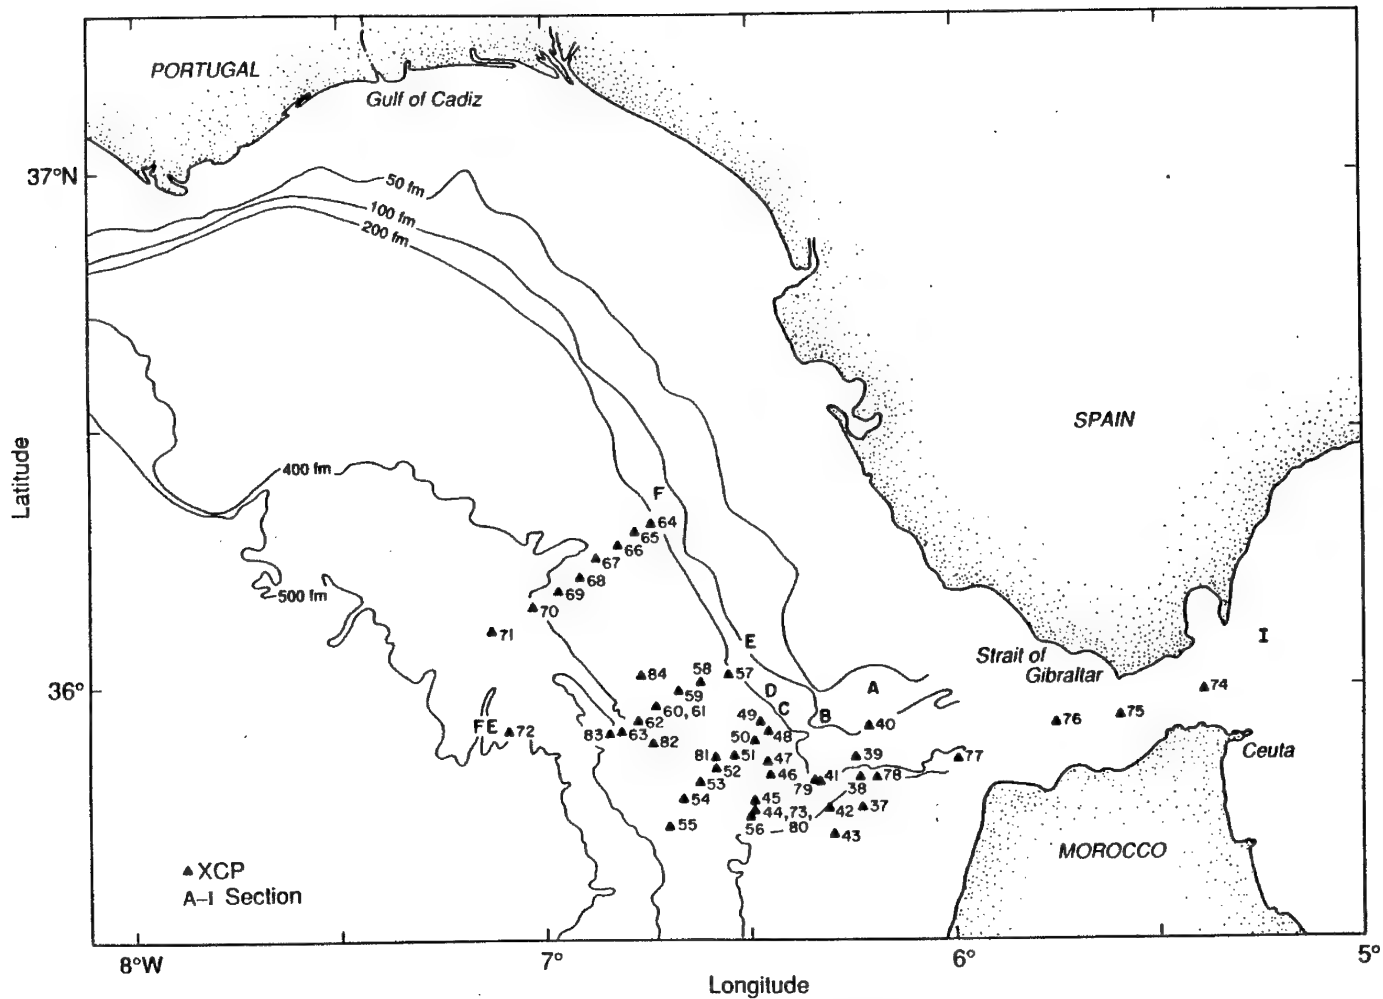 PORTUGAL
Gulf of Cadiz
37°N
50 fm
100 fm
200 fm
SPAIN
Latitude
400 fm
F
64
65
66
67
68
69
500 fm
70
71
E
I
Strait of
Gibraltar
58
57
84
59
D
A
74
36°
60,61
C
B
75
76
49
40
62
FE
72
83
63
48
82
50
Ceuta
81
51
47
39
77
52
46
41
78
53
79
38
54
45
44,73,
42
37
55
56
80
43
MOROCCO
▲ XCP
A–I Section
8°W
7°
6°
5°
Longitude